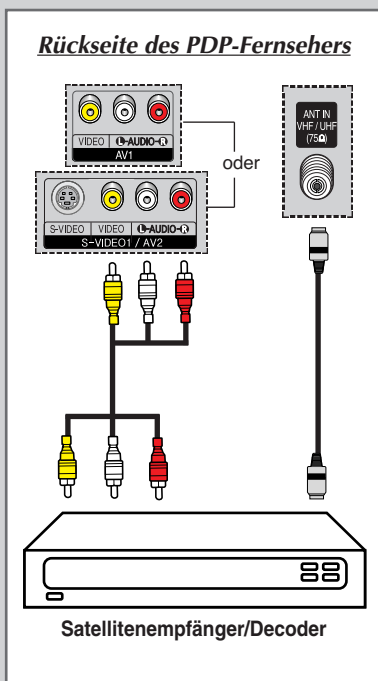 Rückseite des PDP-Fernsehers
VIDEO L-AUDIO-R
AV1
oder
S-VIDEO VIDEO L-AUDIO-R
S-VIDEO1 / AV2
ANT IN
VHF / UHF
(75Ω)
Satellitenempfänger/Decoder